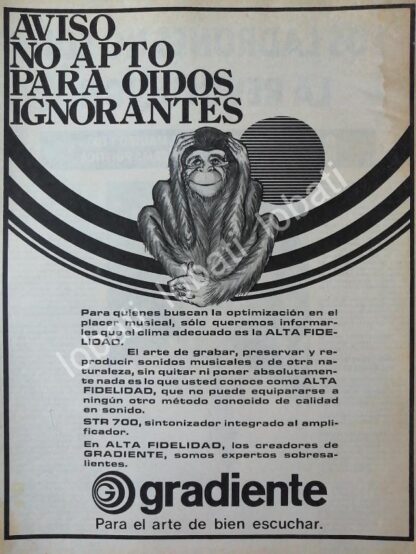 AVISO
NO APTO
PARA OIDOS
IGNORANTES
Para quienes buscan la optimización en el
placer musical, sólo queremos informar-
les que el clima adecuado es la ALTA FIDE-
LIDAD.
El arte de grabar, preservar y re-
producir sonidos musicales o de otra na-
turaleza, sin quitar ni poner absolutamen-
te nada es lo que usted conoce como ALTA
FIDELIDAD, que no puede equipararse a
ningún otro método conocido de calidad
en sonido.
STR 700, sintonizador integrado al ampli-
ficador.
En ALTA FIDELIDAD, los creadores de
GRADIENTE, somos expertos sobresa-
lientes.
G gradiente
Para el arte de bien escuchar.
lobati lobati lobati